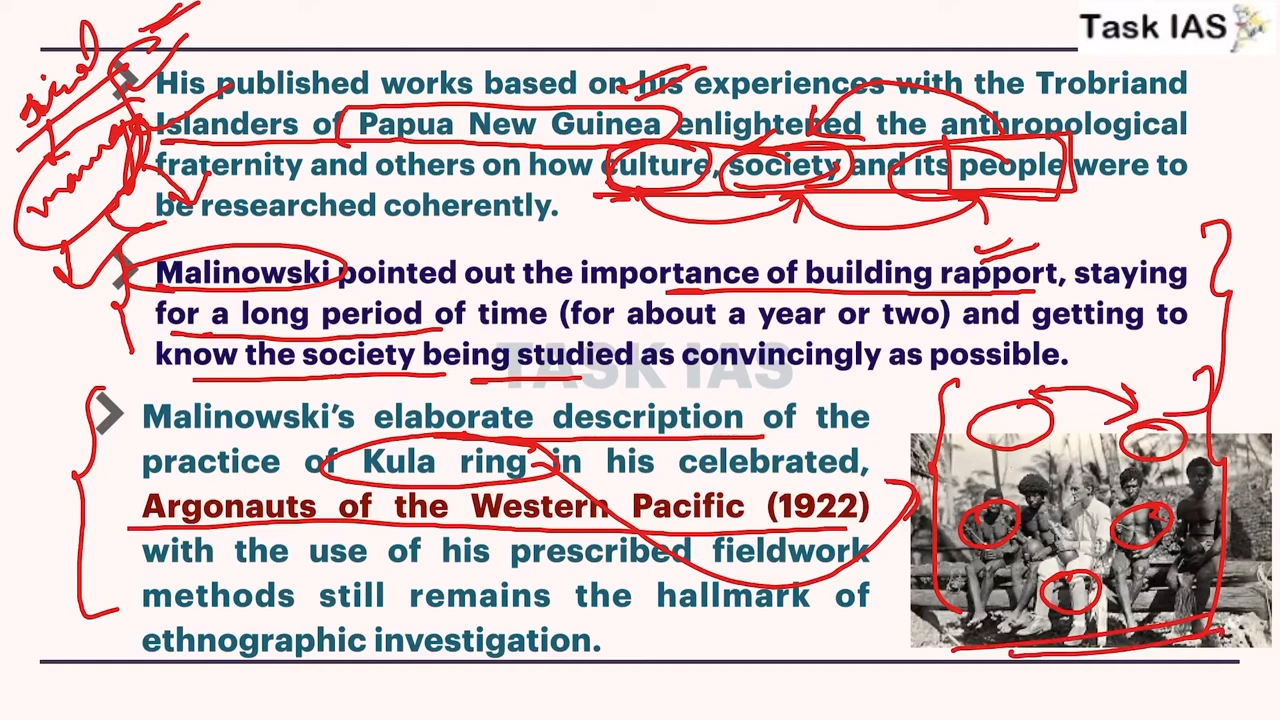 Task IAS
His published works based on his experiences with the Trobriand
Islanders of Papua New Guinea enlightened the anthropological
fraternity and others on how culture, society and its people were to
be researched coherently.
Malinowski pointed out the importance of building rapport, staying
for a long period of time (for about a year or two) and getting to
know the society being studied as convincingly as possible.
TASK IAS
Malinowski's elaborate description of the
practice of Kula ring in his celebrated,
Argonauts of the Western Pacific (1922)
with the use of his prescribed fieldwork
methods still remains the hallmark of
ethnographic investigation.